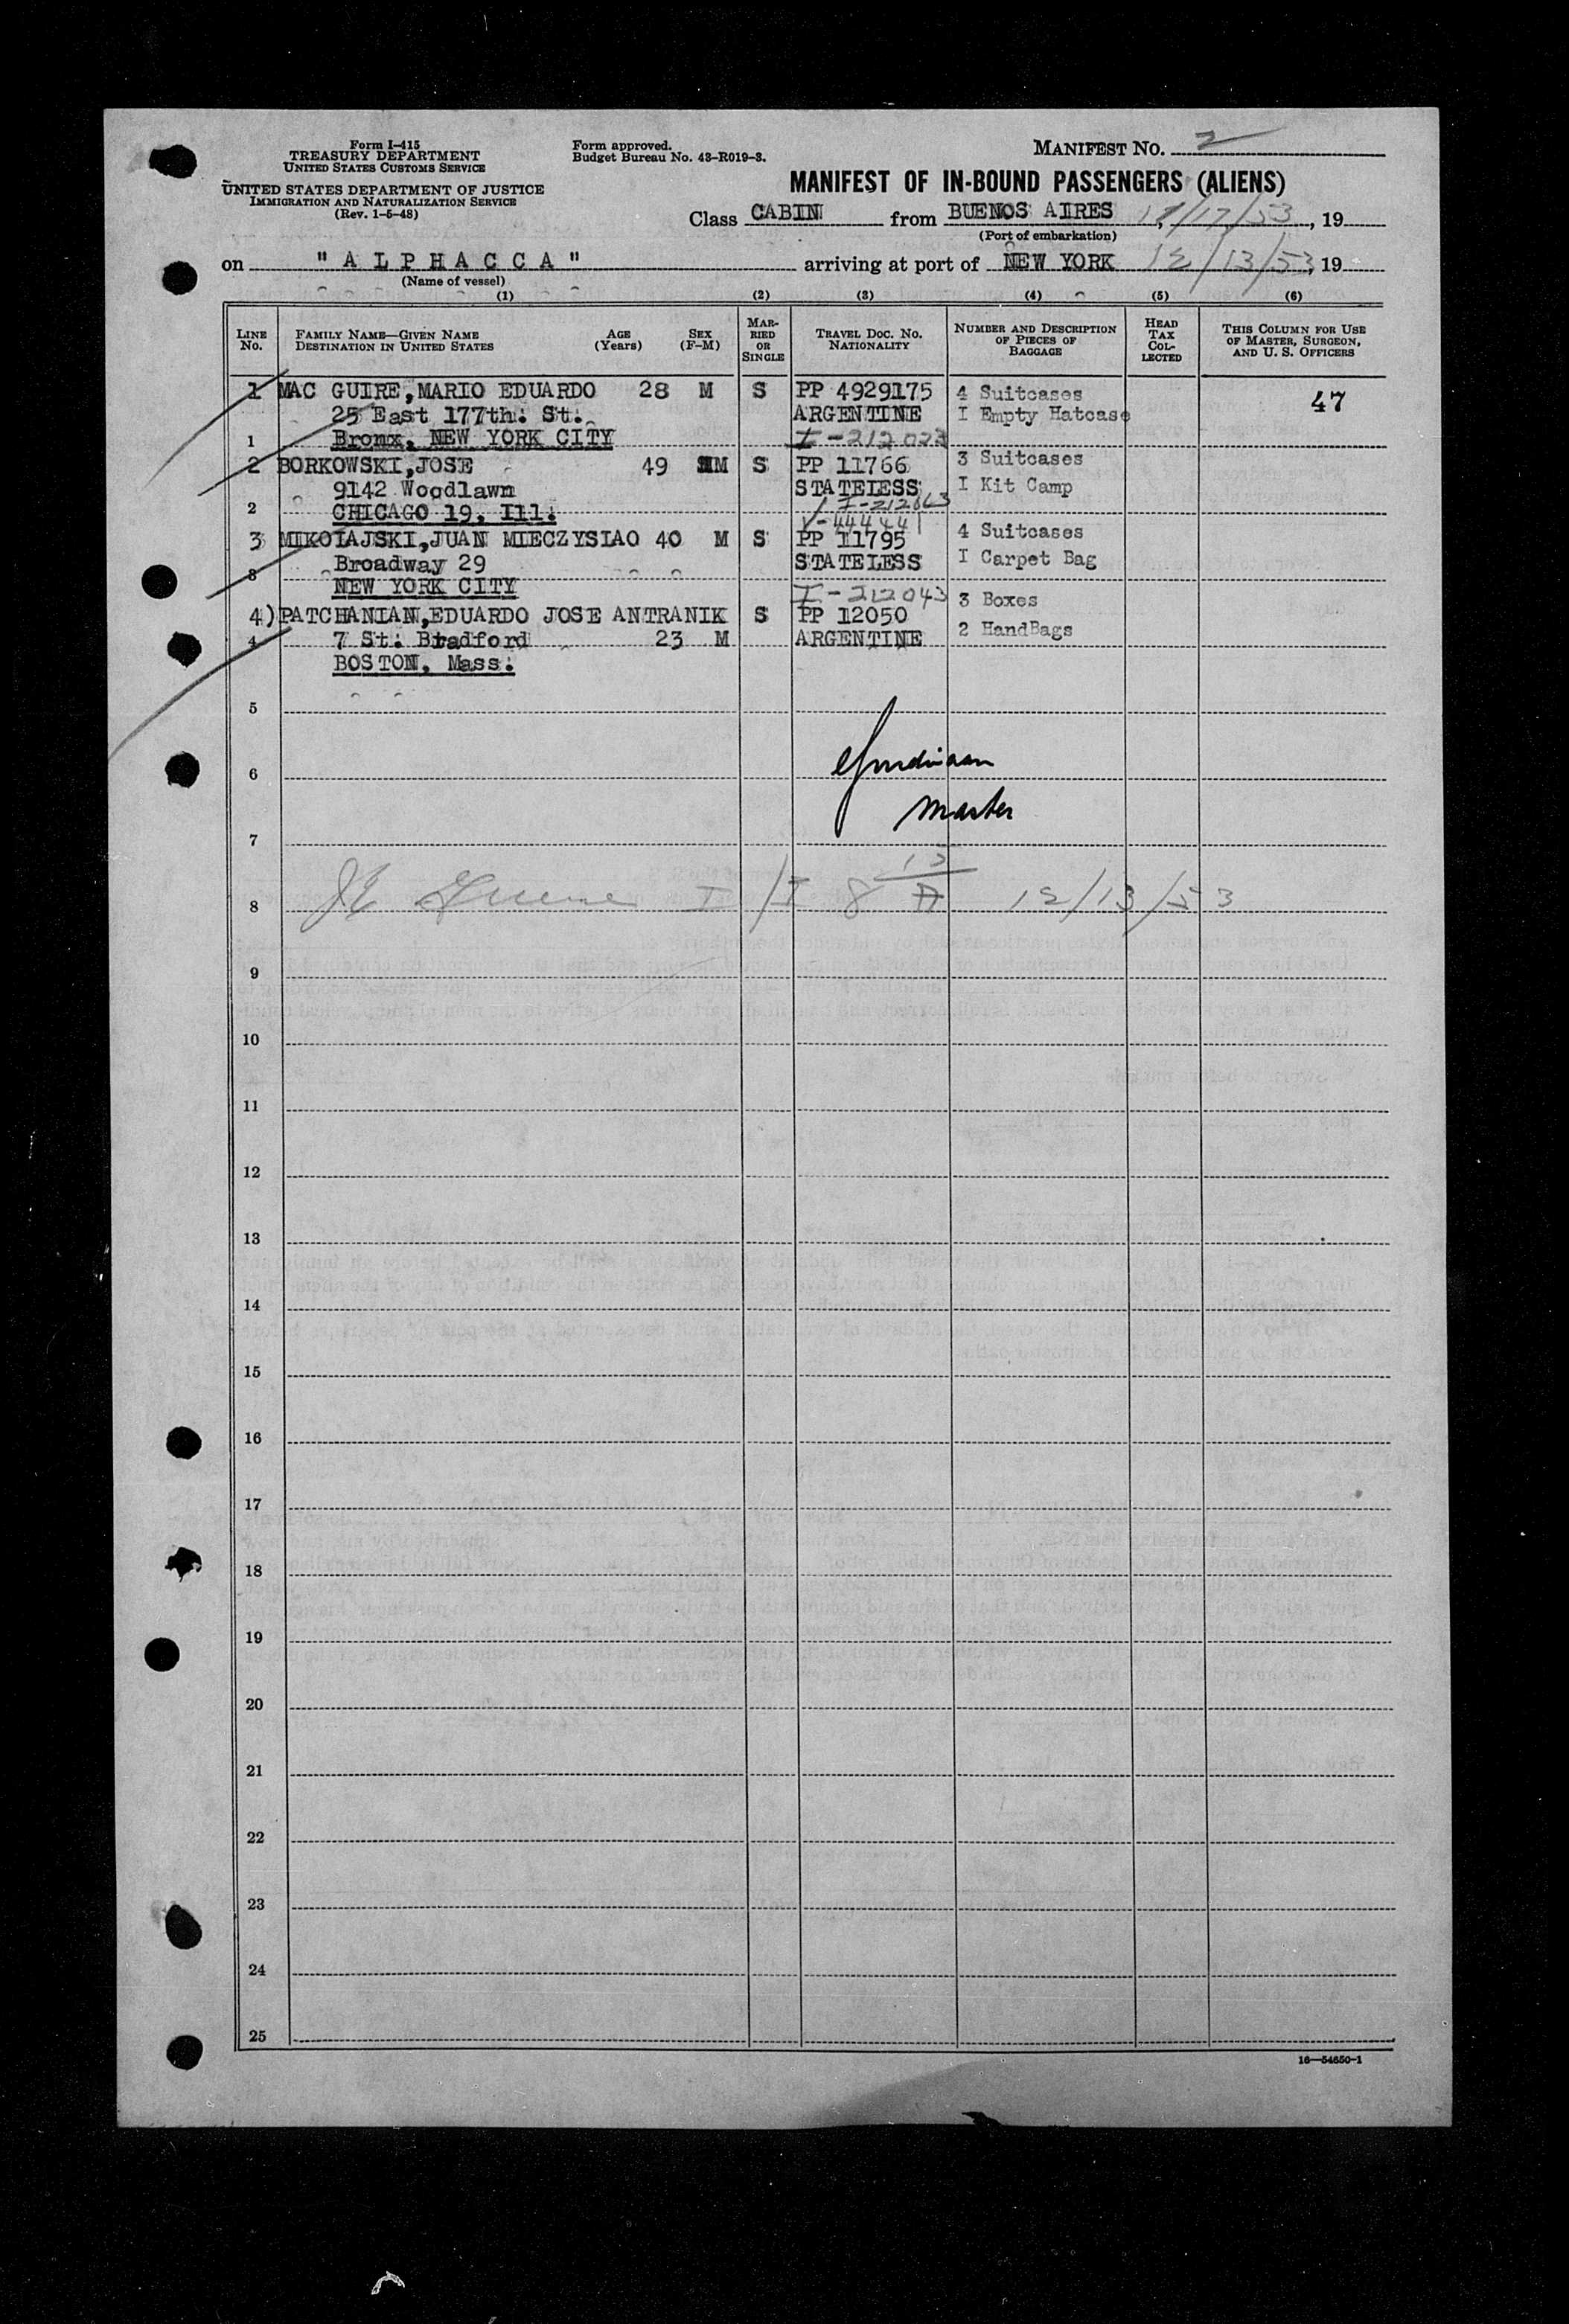 Form I-415
TREASURY DEPARTMENT
UNITED STATES CUSTOMS SERVICE
UNITED STATES DEPARTMENT OF JUSTICE
IMMIGRATION AND NATURALIZATION SERVICE
(Rev. 1-5-48)
Form approved.
Budget Bureau No. 43-R019-3.
MANIFEST NO. 2
MANIFEST OF IN-BOUND PASSENGERS (ALIENS)
Class CABIN from BUENOS AIRES , 19
(Port of embarkation)
on "ALPHACCA" arriving at port of NEW YORK 12/13/53, 19
(Name of vessel)
(1) (2) (3) (4) (5) (6)
LINE No. FAMILY NAME—GIVEN NAME DESTINATION IN UNITED STATES AGE (Years) SEX (F-M) MARRIED OR SINGLE TRAVEL DOC. NO. NATIONALITY NUMBER AND DESCRIPTION OF PIECES OF BAGGAGE HEAD TAX COLLECTED THIS COLUMN FOR USE OF MASTER, SURGEON, AND U. S. OFFICERS
1 MAC GUIRE,MARIO EDUARDO 28 M S PP 4929175 4 Suitcases 47
25 East 177th: St. ARGENTINE I Empty Hatcase
1 Bronx, NEW YORK CITY
2 BORKOWSKI,JOSE 49 M S PP 11766 3 Suitcases
9142 Woodlawn STATELESS I Kit Camp
2 CHICAGO 19, Ill.
3 MIKOIAJSKI,JUAN MIECZYSIAO 40 M S PP 11795 4 Suitcases
Broadway 29 STATELESS I Carpet Bag
3 NEW YORK CITY I-212043
4) PATCHANIAN,EDUARDO JOSE ANTRANIK S PP 12050 3 Boxes
4 7 St: Bradford 23 M ARGENTINE 2 HandBags
BOSTON, Mass:
5
6
Master
7
8 12/13/53
9
10
11
12
13
14
15
16
17
18
19
20
21
22
23
24
25
16—54650-1